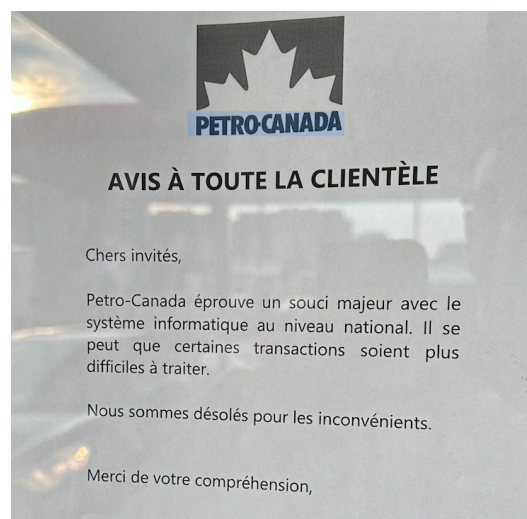 PETRO-CANADA
AVIS À TOUTE LA CLIENTÈLE
Chers invités,
Petro-Canada éprouve un souci majeur avec le
système informatique au niveau national. Il se
peut que certaines transactions soient plus
difficiles à traiter.
Nous sommes désolés pour les inconvénients.
Merci de votre compréhension,